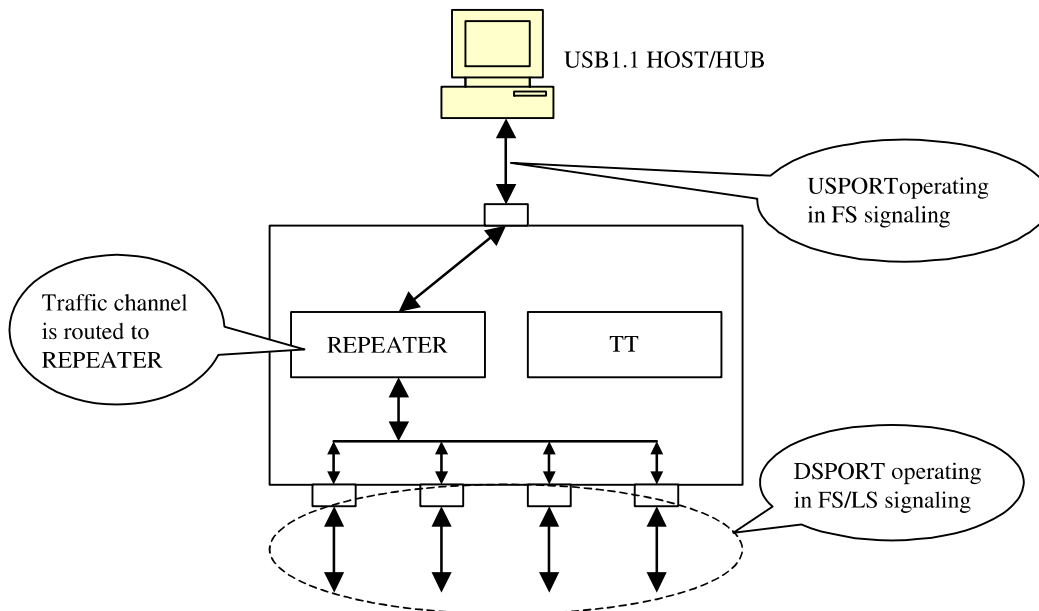 USB1.1 HOST/HUB
USPORToperating
in FS signaling
Traffic channel
is routed to
REPEATER
REPEATER
TT
DSPORT operating
in FS/LS signaling